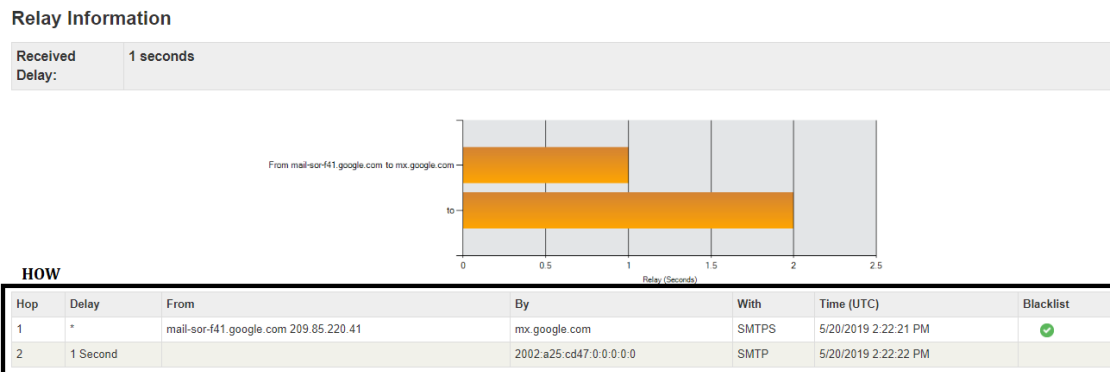 Relay Information
Received Delay: 1 seconds
From mail-sor-f41.google.com to mx.google.com
to
0 0.5 1 1.5 2 2.5
Relay (Seconds)
HOW
Hop Delay From By With Time (UTC) Blacklist
1 * mail-sor-f41.google.com 209.85.220.41 mx.google.com SMTPS 5/20/2019 2:22:21 PM
2 1 Second 2002:a25:cd47:0:0:0:0:0 SMTP 5/20/2019 2:22:22 PM